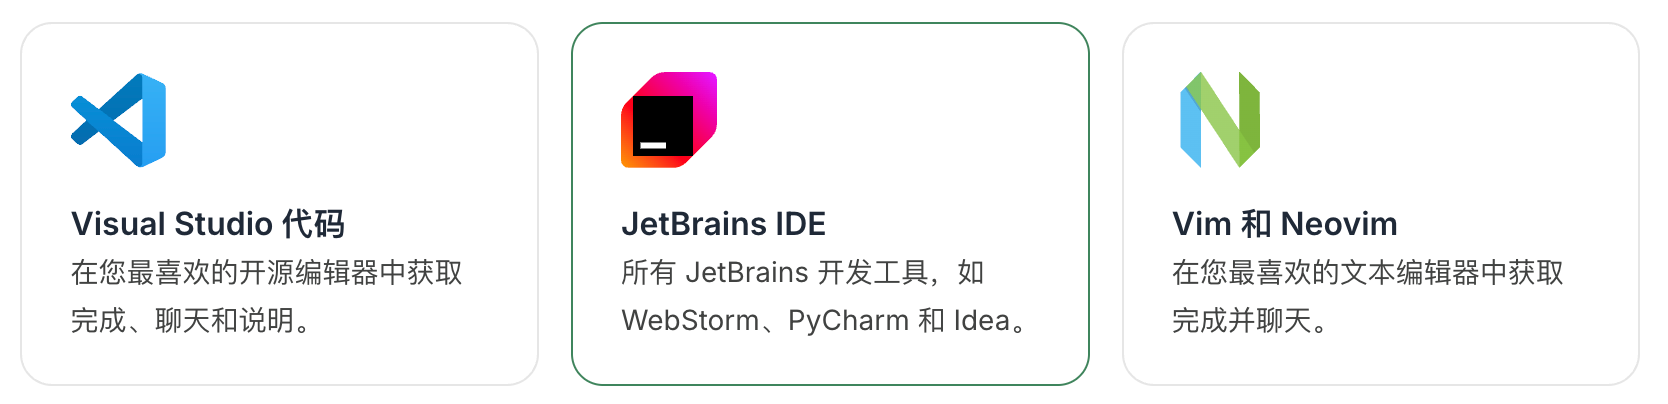 Visual Studio 代码
在您最喜欢的开源编辑器中获取
完成、聊天和说明。
JetBrains IDE
所有 JetBrains 开发工具，如
WebStorm、PyCharm 和 Idea。
Vim 和 Neovim
在您最喜欢的文本编辑器中获取
完成并聊天。